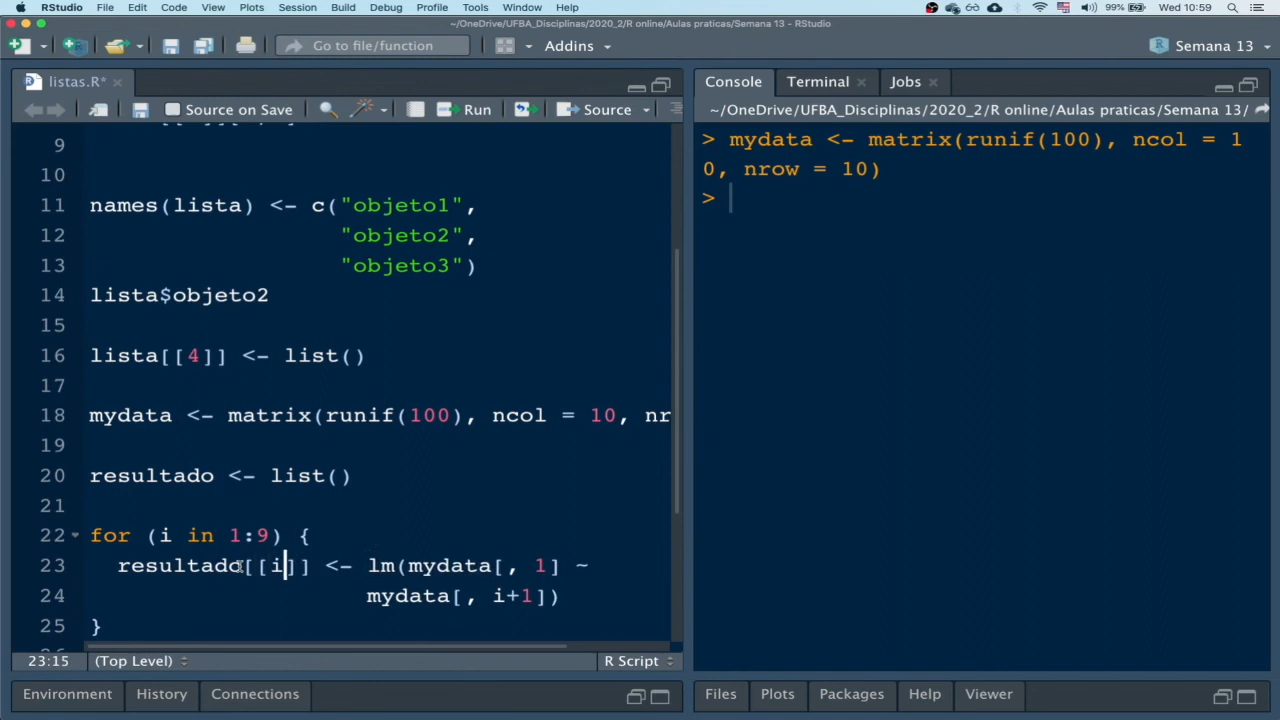 RStudio File Edit Code View Plots Session Build Debug Profile Tools Window Help 99% Wed 10:59
~/OneDrive/UFBA_Disciplinas/2020_2/R online/Aulas praticas/Semana 13 - RStudio
Go to file/function Addins Semana 13
listas.R*
Source on Save Run Source
9
10
11 names(lista) <- c("objeto1",
12 "objeto2",
13 "objeto3")
14 lista$objeto2
15
16 lista[[4]] <- list()
17
18 mydata <- matrix(runif(100), ncol = 10, nr
19
20 resultado <- list()
21
22 for (i in 1:9) {
23 resultado[[i]] <- lm(mydata[, 1] ~
24 mydata[, i+1])
25 }
23:15 (Top Level) R Script
Environment History Connections
Console Terminal Jobs
~/OneDrive/UFBA_Disciplinas/2020_2/R online/Aulas praticas/Semana 13/
> mydata <- matrix(runif(100), ncol = 1
0, nrow = 10)
>
Files Plots Packages Help Viewer